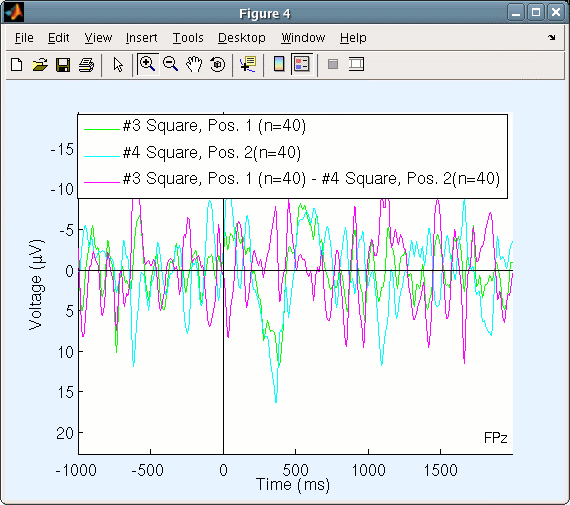 Figure 4
File Edit View Insert Tools Desktop Window Help
#3 Square, Pos. 1 (n=40)
#4 Square, Pos. 2(n=40)
#3 Square, Pos. 1 (n=40) - #4 Square, Pos. 2(n=40)
-15
-10
-5
0
5
10
15
20
Voltage (µV)
FPz
-1000 -500 0 500 1000 1500
Time (ms)